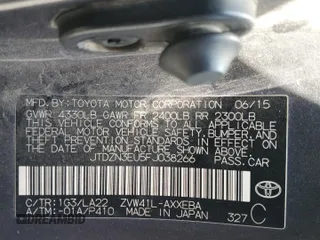 MFD. BY: TOYOTA MOTOR CORPORATION 06/15
GVWR 4330LB GAWR FR 2400LB RR 2300LB
THIS VEHICLE CONFORMS TO ALL APPLICABLE
FEDERAL MOTOR VEHICLE SAFETY, BUMPER, AND
THEFT PREVENTION STANDARDS IN EFFECT ON
THE DATE OF MANUFACTURE SHOWN ABOVE.
JTDZN3EU5FJ038266
PASS. CAR MADE IN JAPAN
C/TR: 1G3/LA22 ZVW41L-AXXEBA
A/TM: -01A/P410
327 C
TOYOTA